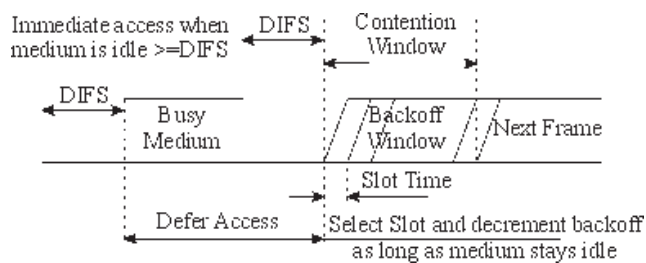 Immediate access when
medium is idle >=DIFS
DIFS
Contention
Window
DIFS
Busy
Medium
Backoff
Window
Next Frame
Slot Time
Defer Access
Select Slot and decrement backoff
as long as medium stays idle